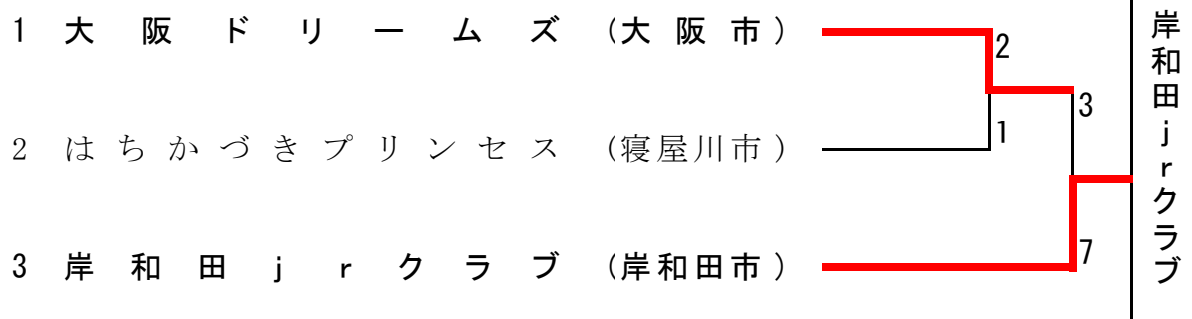 1 大阪ドリームズ (大阪市) 2
2 はちかづきプリンセス (寝屋川市) 1
3
3 岸和田jrクラブ (岸和田市) 7
岸和田jrクラブ